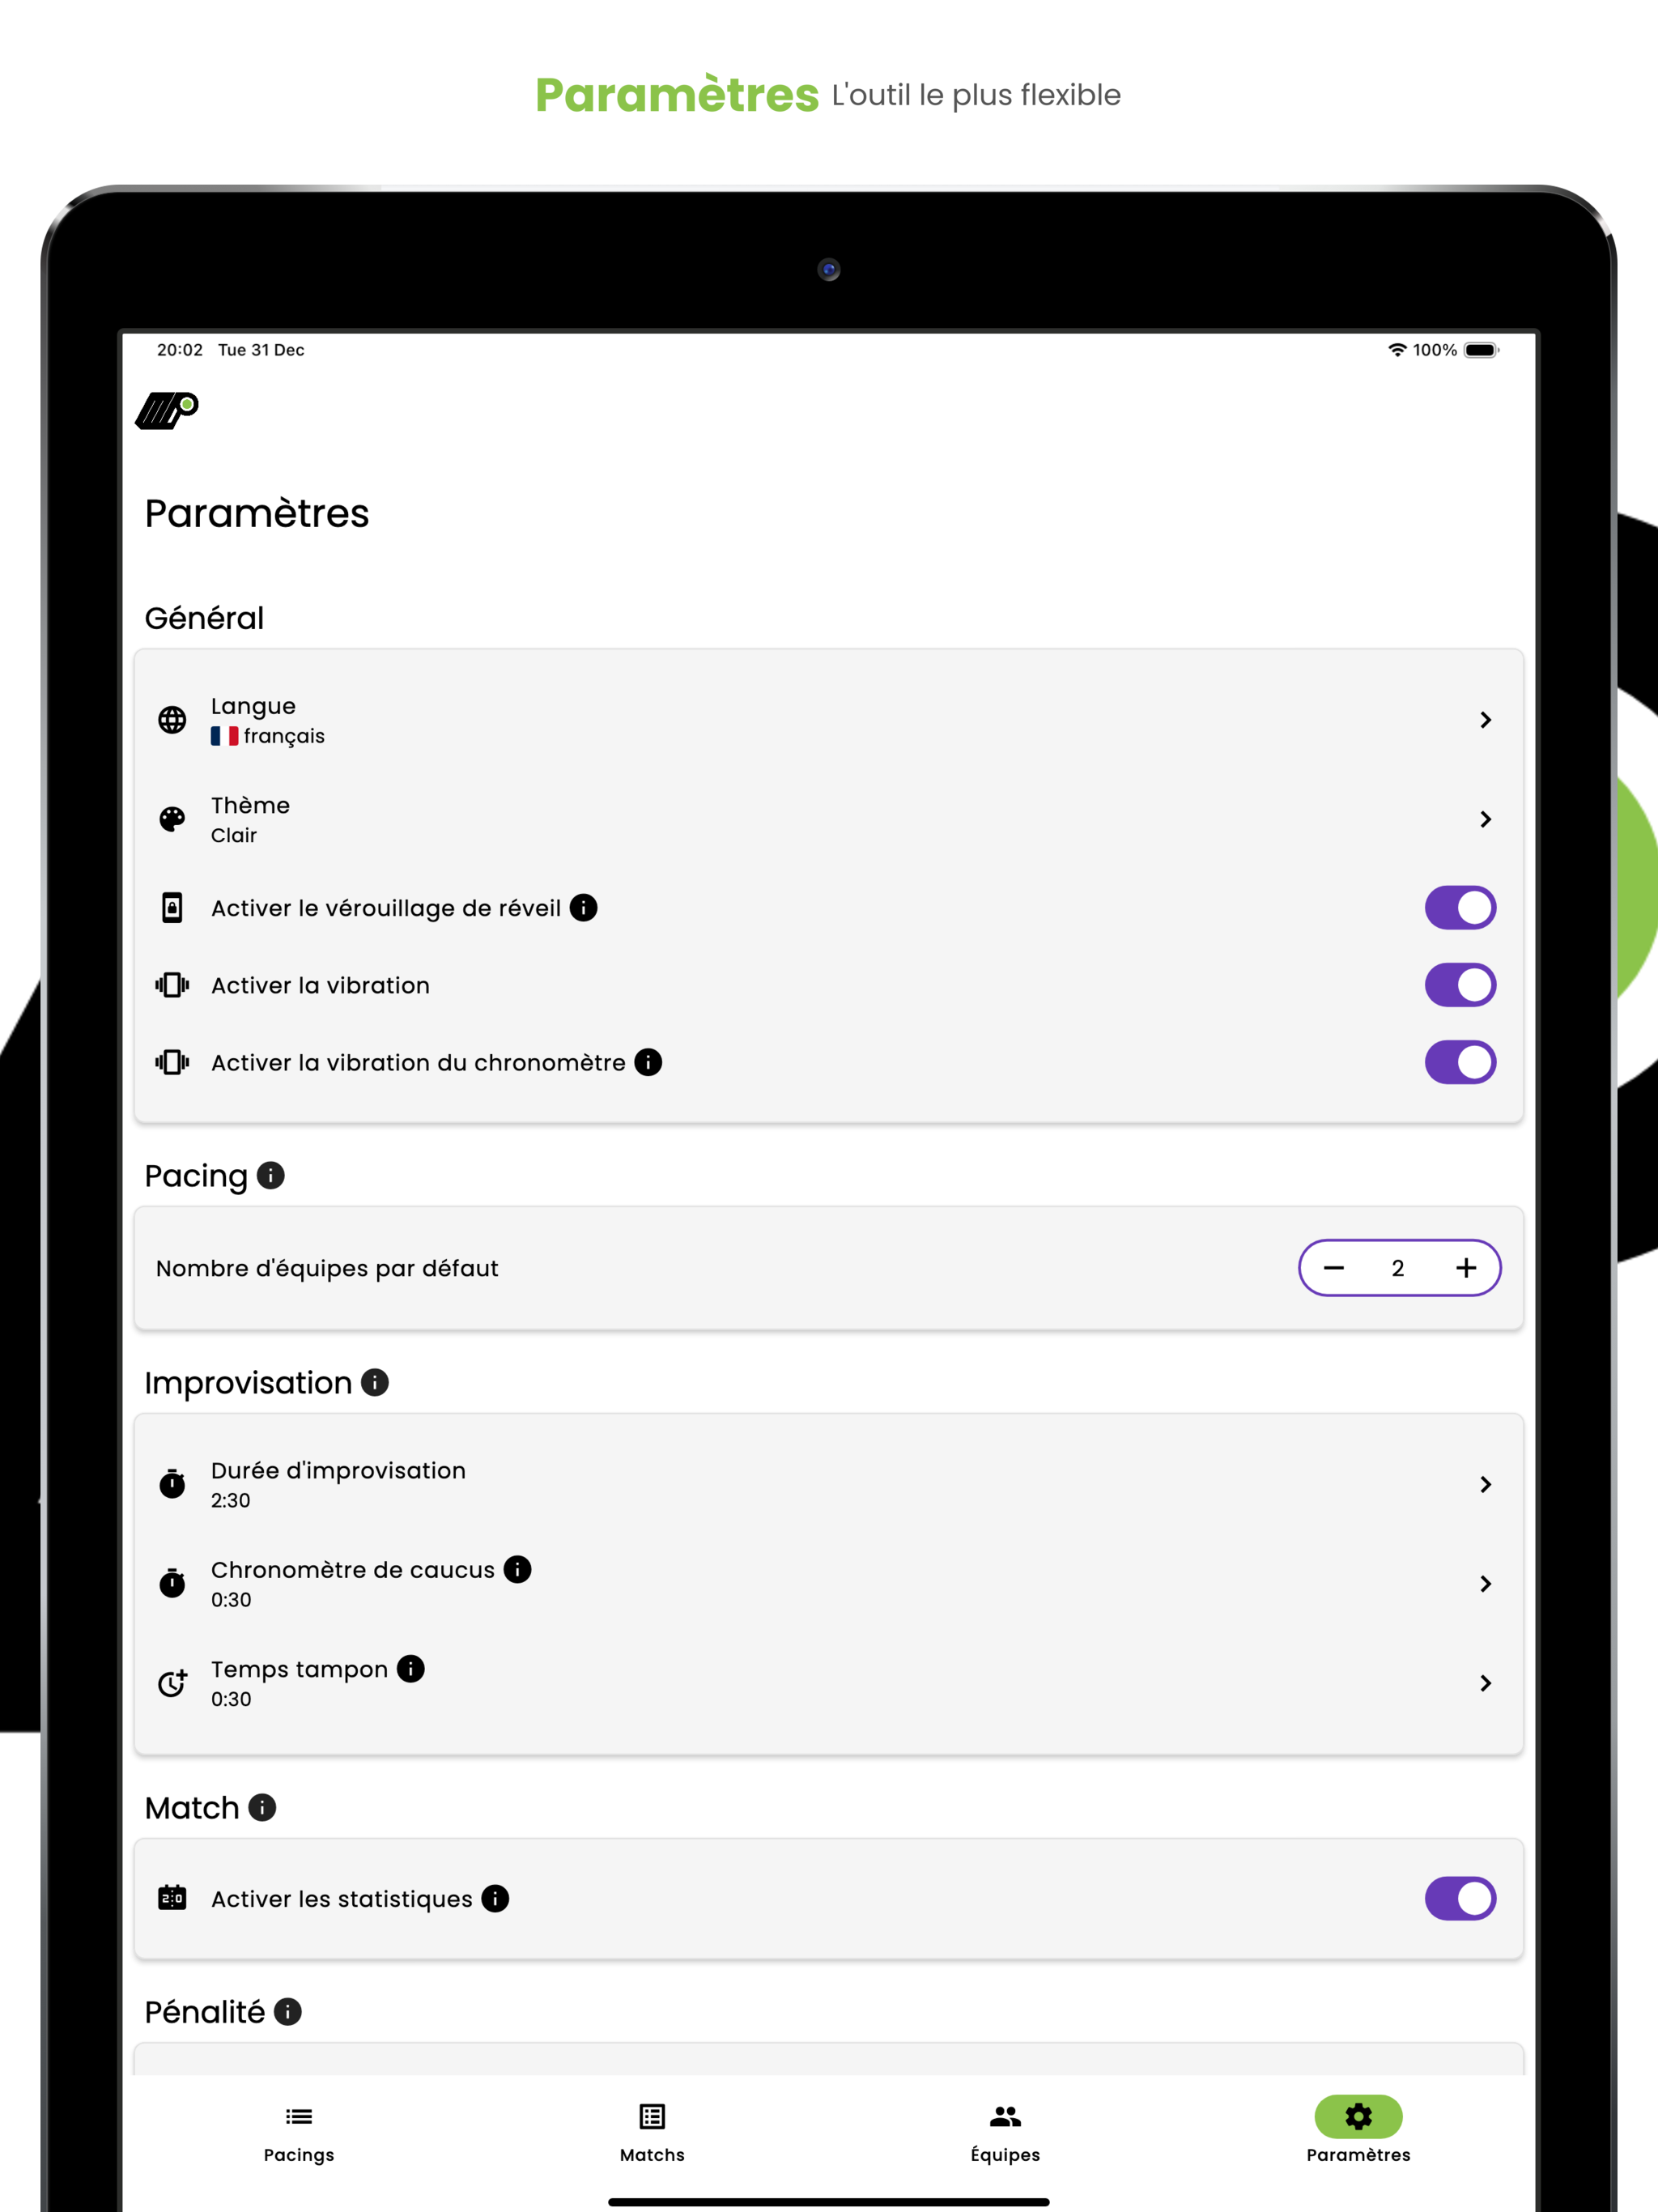 Paramètres L'outil le plus flexible
20:02 Tue 31 Dec 100%
Paramètres
Général
Langue
français
Thème
Clair
Activer le vérouillage de réveil
Activer la vibration
Activer la vibration du chronomètre
Pacing
Nombre d'équipes par défaut
2
Improvisation
Durée d'improvisation
2:30
Chronomètre de caucus
0:30
Temps tampon
0:30
Match
Activer les statistiques
Pénalité
Pacings Matchs Équipes Paramètres